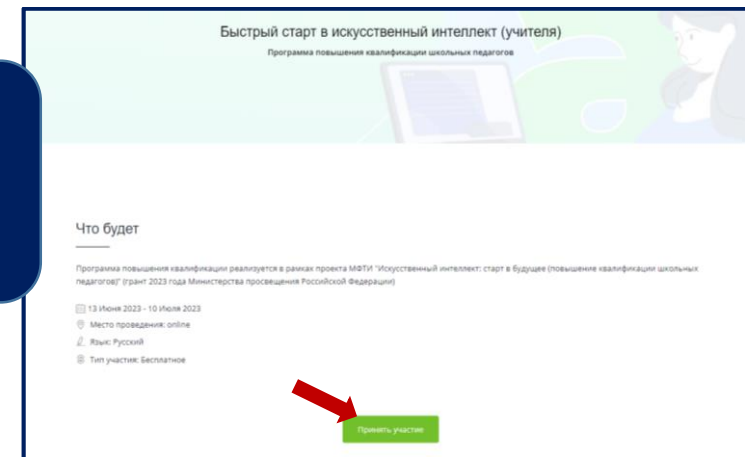 Быстрый старт в искусственный интеллект (учителя)
Программа повышения квалификации школьных педагогов
Что будет
Программа повышения квалификации реализуется в рамках проекта МФТИ "Искусственный интеллект: старт в будущее (повышение квалификации школьных
педагогов)" (грант 2023 года Министерства просвещения Российской Федерации)
13 Июня 2023 - 10 Июля 2023
Место проведения: online
Язык: Русский
Тип участия: Бесплатное
Принять участие